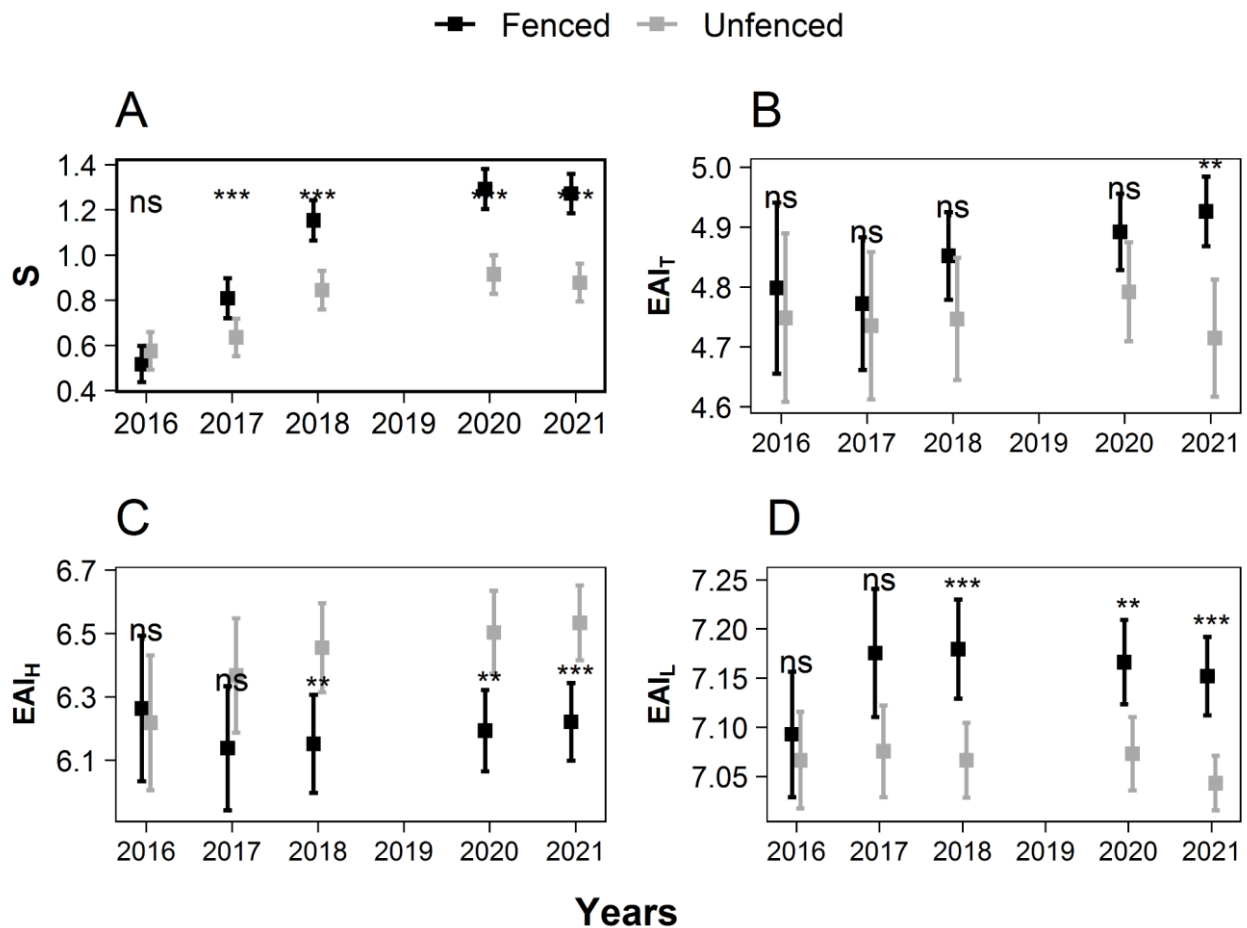 Fenced Unfenced
A
S
1.4
1.2
1.0
0.8
0.6
0.4
ns *** *** *** ***
2016 2017 2018 2019 2020 2021
B
EAI_T
5.0
4.9
4.8
4.7
4.6
ns ns ns ns **
2016 2017 2018 2019 2020 2021
C
EAI_H
6.7
6.5
6.3
6.1
ns ns ** ** ***
2016 2017 2018 2019 2020 2021
D
EAI_L
7.25
7.20
7.15
7.10
7.05
ns ns *** ** ***
2016 2017 2018 2019 2020 2021
Years